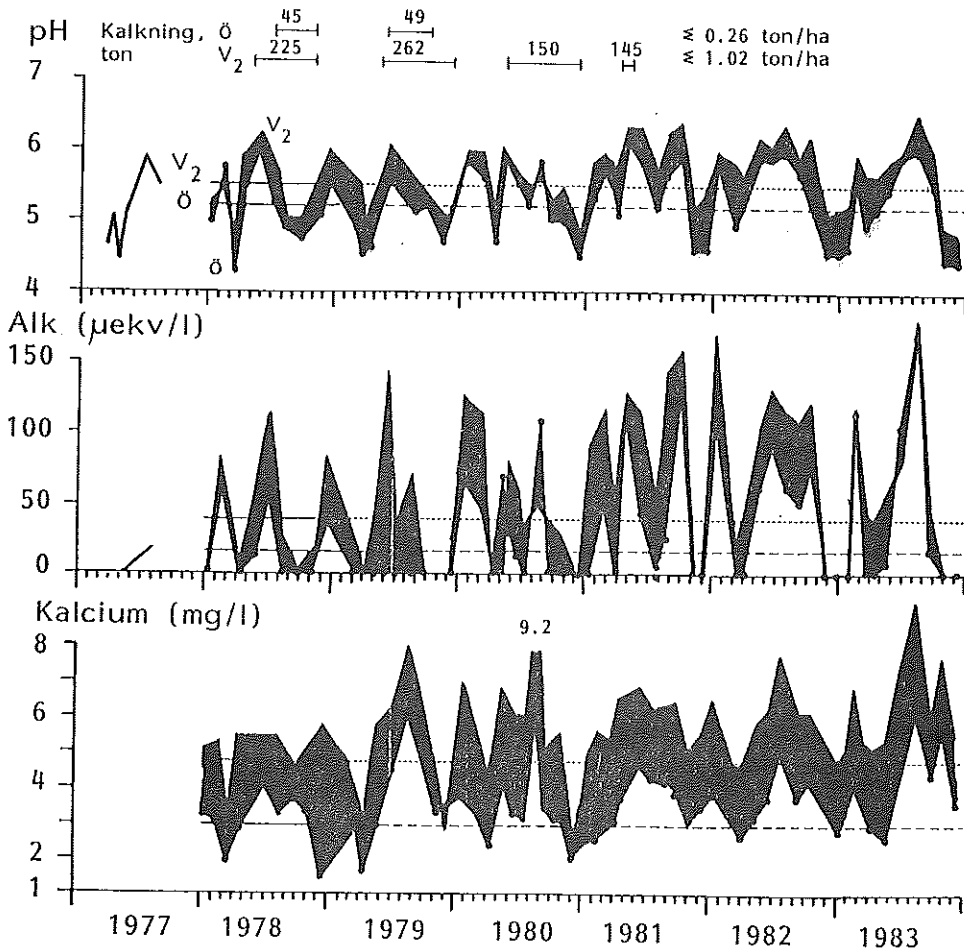 45 49
pH Kalkning, Ö ≤ 0.26 ton/ha
ton V₂ 225 262 150 145 ≤ 1.02 ton/ha
7
6
V₂
V₂
Ö
5
Ö
4
Alk (µekv/l)
150
100
50
0
Kalcium (mg/l)
9.2
8
6
4
2
1
1977 1978 1979 1980 1981 1982 1983